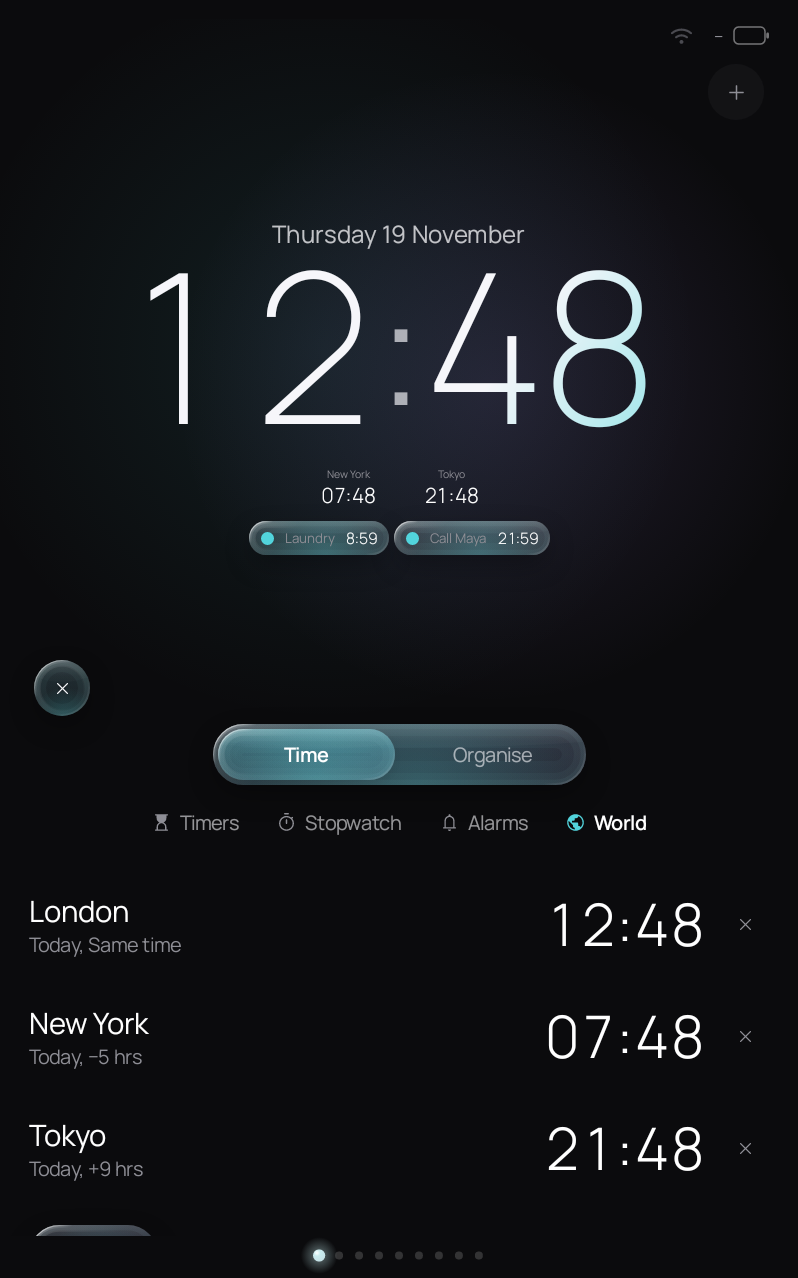 Thursday 19 November
12:48
New York Tokyo
07:48 21:48
Laundry 8:59 Call Maya 21:59
Time Organise
Timers Stopwatch Alarms World
London 12:48
Today, Same time
New York 07:48
Today, −5 hrs
Tokyo 21:48
Today, +9 hrs